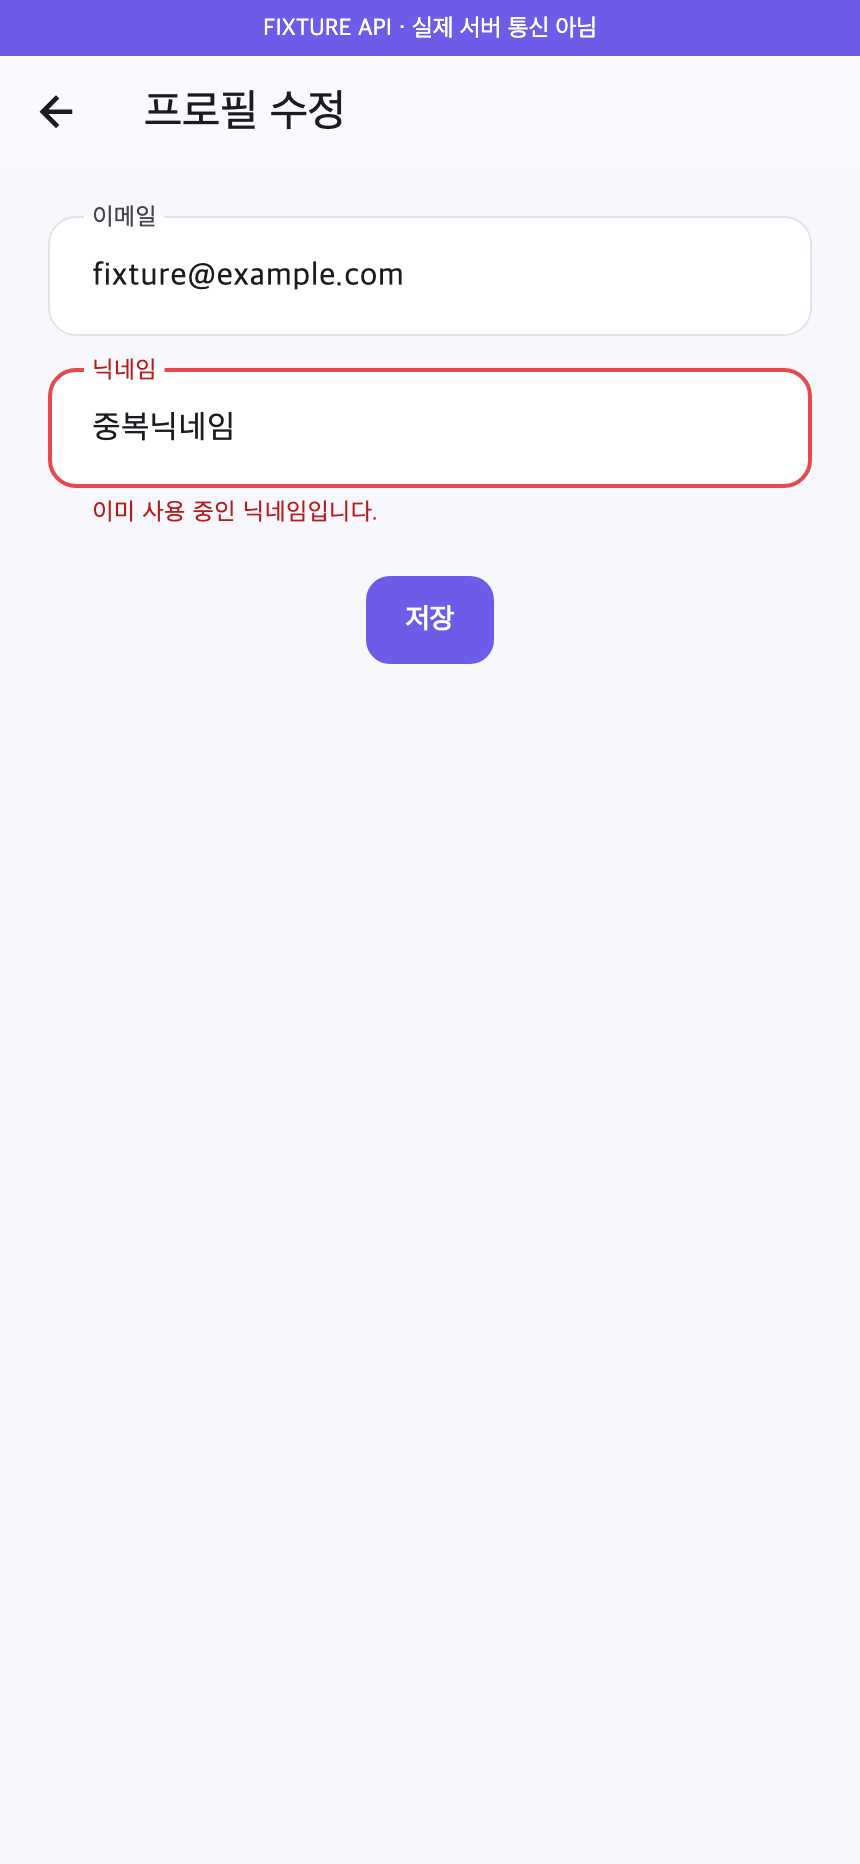 FIXTURE API · 실제 서버 통신 아님
프로필 수정
이메일
fixture@example.com
닉네임
중복닉네임
이미 사용 중인 닉네임입니다.
저장